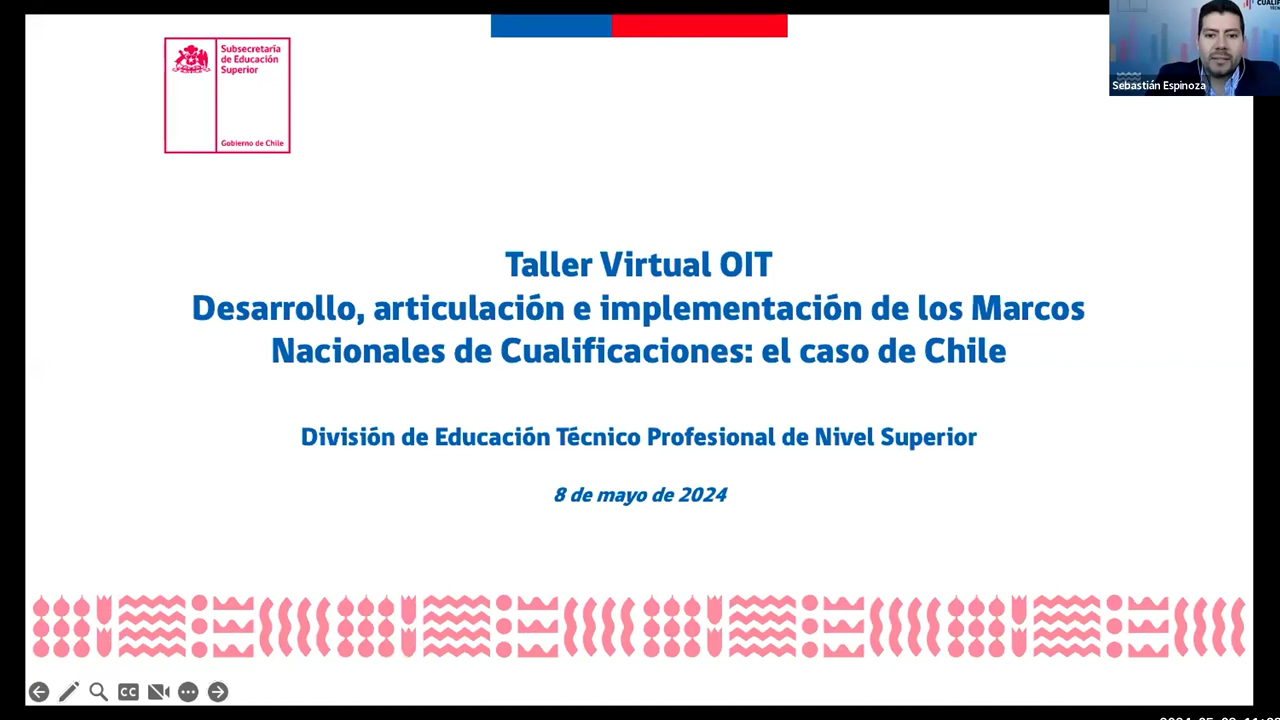 Subsecretaría
de Educación
Superior
Gobierno de Chile
Sebastián Espinoza
Taller Virtual OIT
Desarrollo, articulación e implementación de los Marcos
Nacionales de Cualificaciones: el caso de Chile
División de Educación Técnico Profesional de Nivel Superior
8 de mayo de 2024
CC